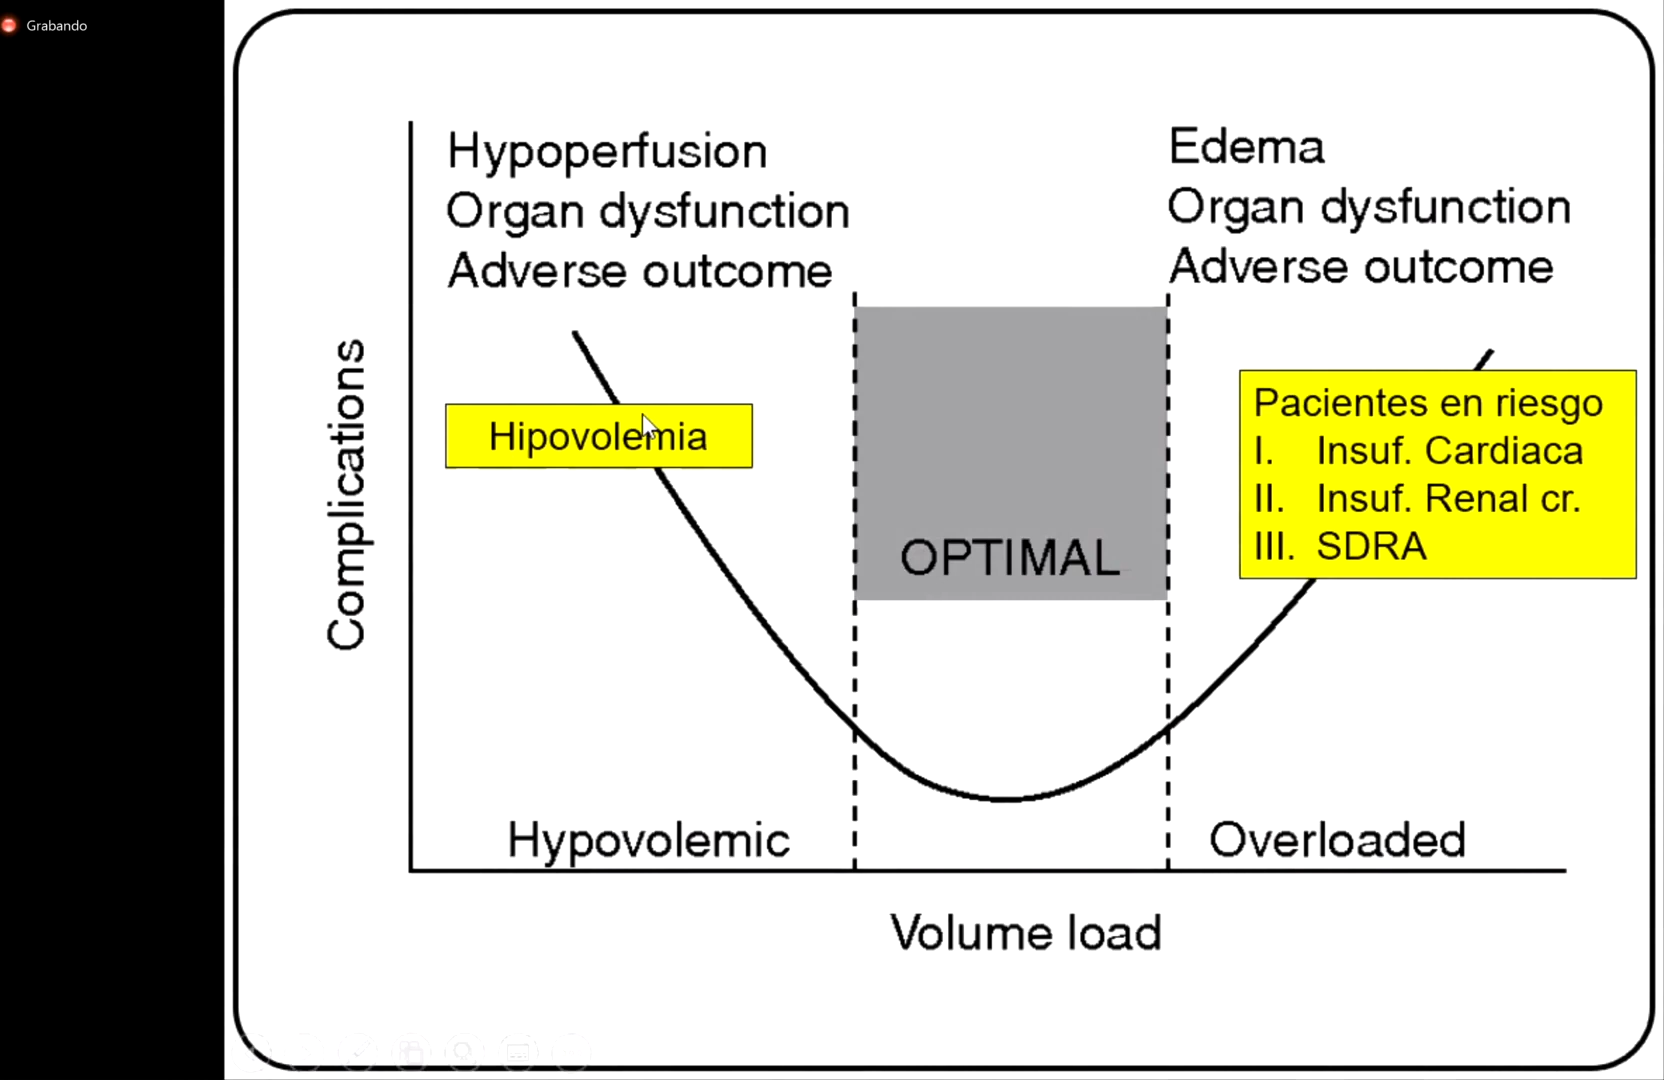 Grabando
Hypoperfusion
Organ dysfunction
Adverse outcome
Edema
Organ dysfunction
Adverse outcome
Complications
Hipovolemia
OPTIMAL
Pacientes en riesgo
I. Insuf. Cardiaca
II. Insuf. Renal cr.
III. SDRA
Hypovolemic
Overloaded
Volume load